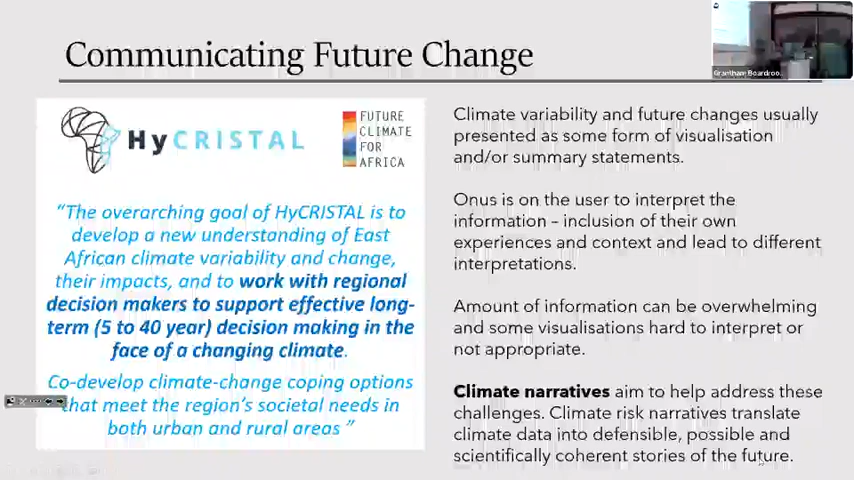 Communicating Future Change
HyCRISTAL
FUTURE
CLIMATE
FOR
AFRICA
“The overarching goal of HyCRISTAL is to
develop a new understanding of East
African climate variability and change,
their impacts, and to work with regional
decision makers to support effective long-
term (5 to 40 year) decision making in the
face of a changing climate.
Co-develop climate-change coping options
that meet the region’s societal needs in
both urban and rural areas ”
Climate variability and future changes usually
presented as some form of visualisation
and/or summary statements.
Onus is on the user to interpret the
information – inclusion of their own
experiences and context and lead to different
interpretations.
Amount of information can be overwhelming
and some visualisations hard to interpret or
not appropriate.
Climate narratives aim to help address these
challenges. Climate risk narratives translate
climate data into defensible, possible and
scientifically coherent stories of the future.
Grantham Boardroo...